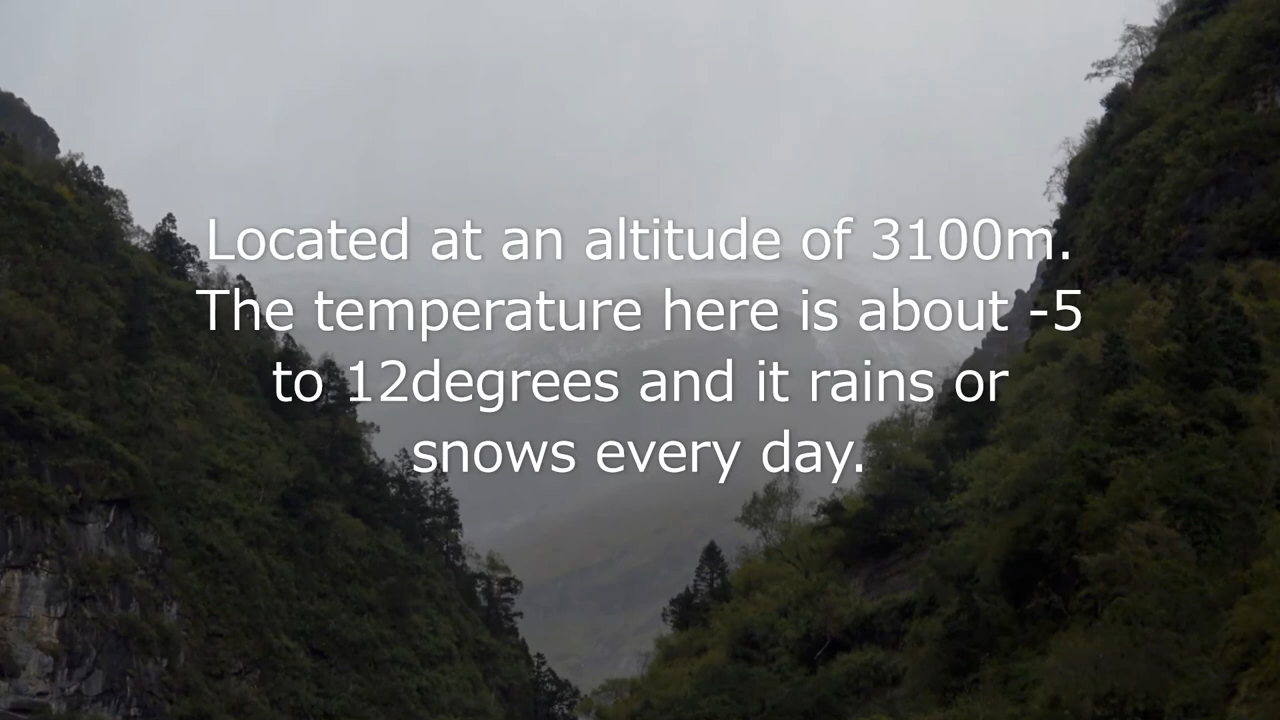 Located at an altitude of 3100m.
The temperature here is about -5
to 12degrees and it rains or
snows every day.